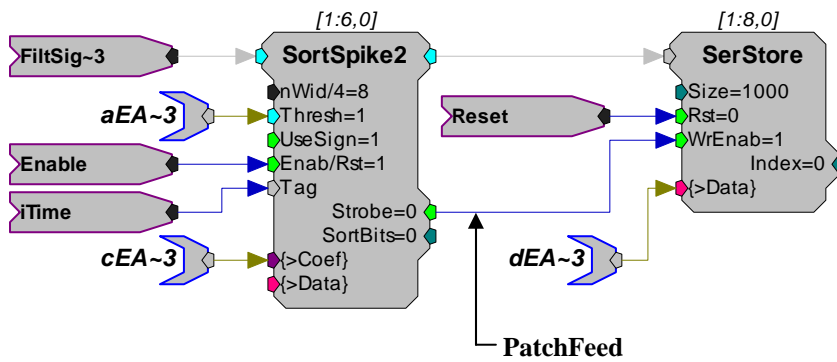 [1:6,0]
[1:8,0]
FiltSig~3
SortSpike2
SerStore
nWid/4=8
Size=1000
aEA~3
Thresh=1
Reset
Rst=0
UseSign=1
WrEnab=1
Enable
Enab/Rst=1
Index=0
iTime
Tag
{>Data}
Strobe=0
SortBits=0
cEA~3
{>Coef}
dEA~3
{>Data}
PatchFeed